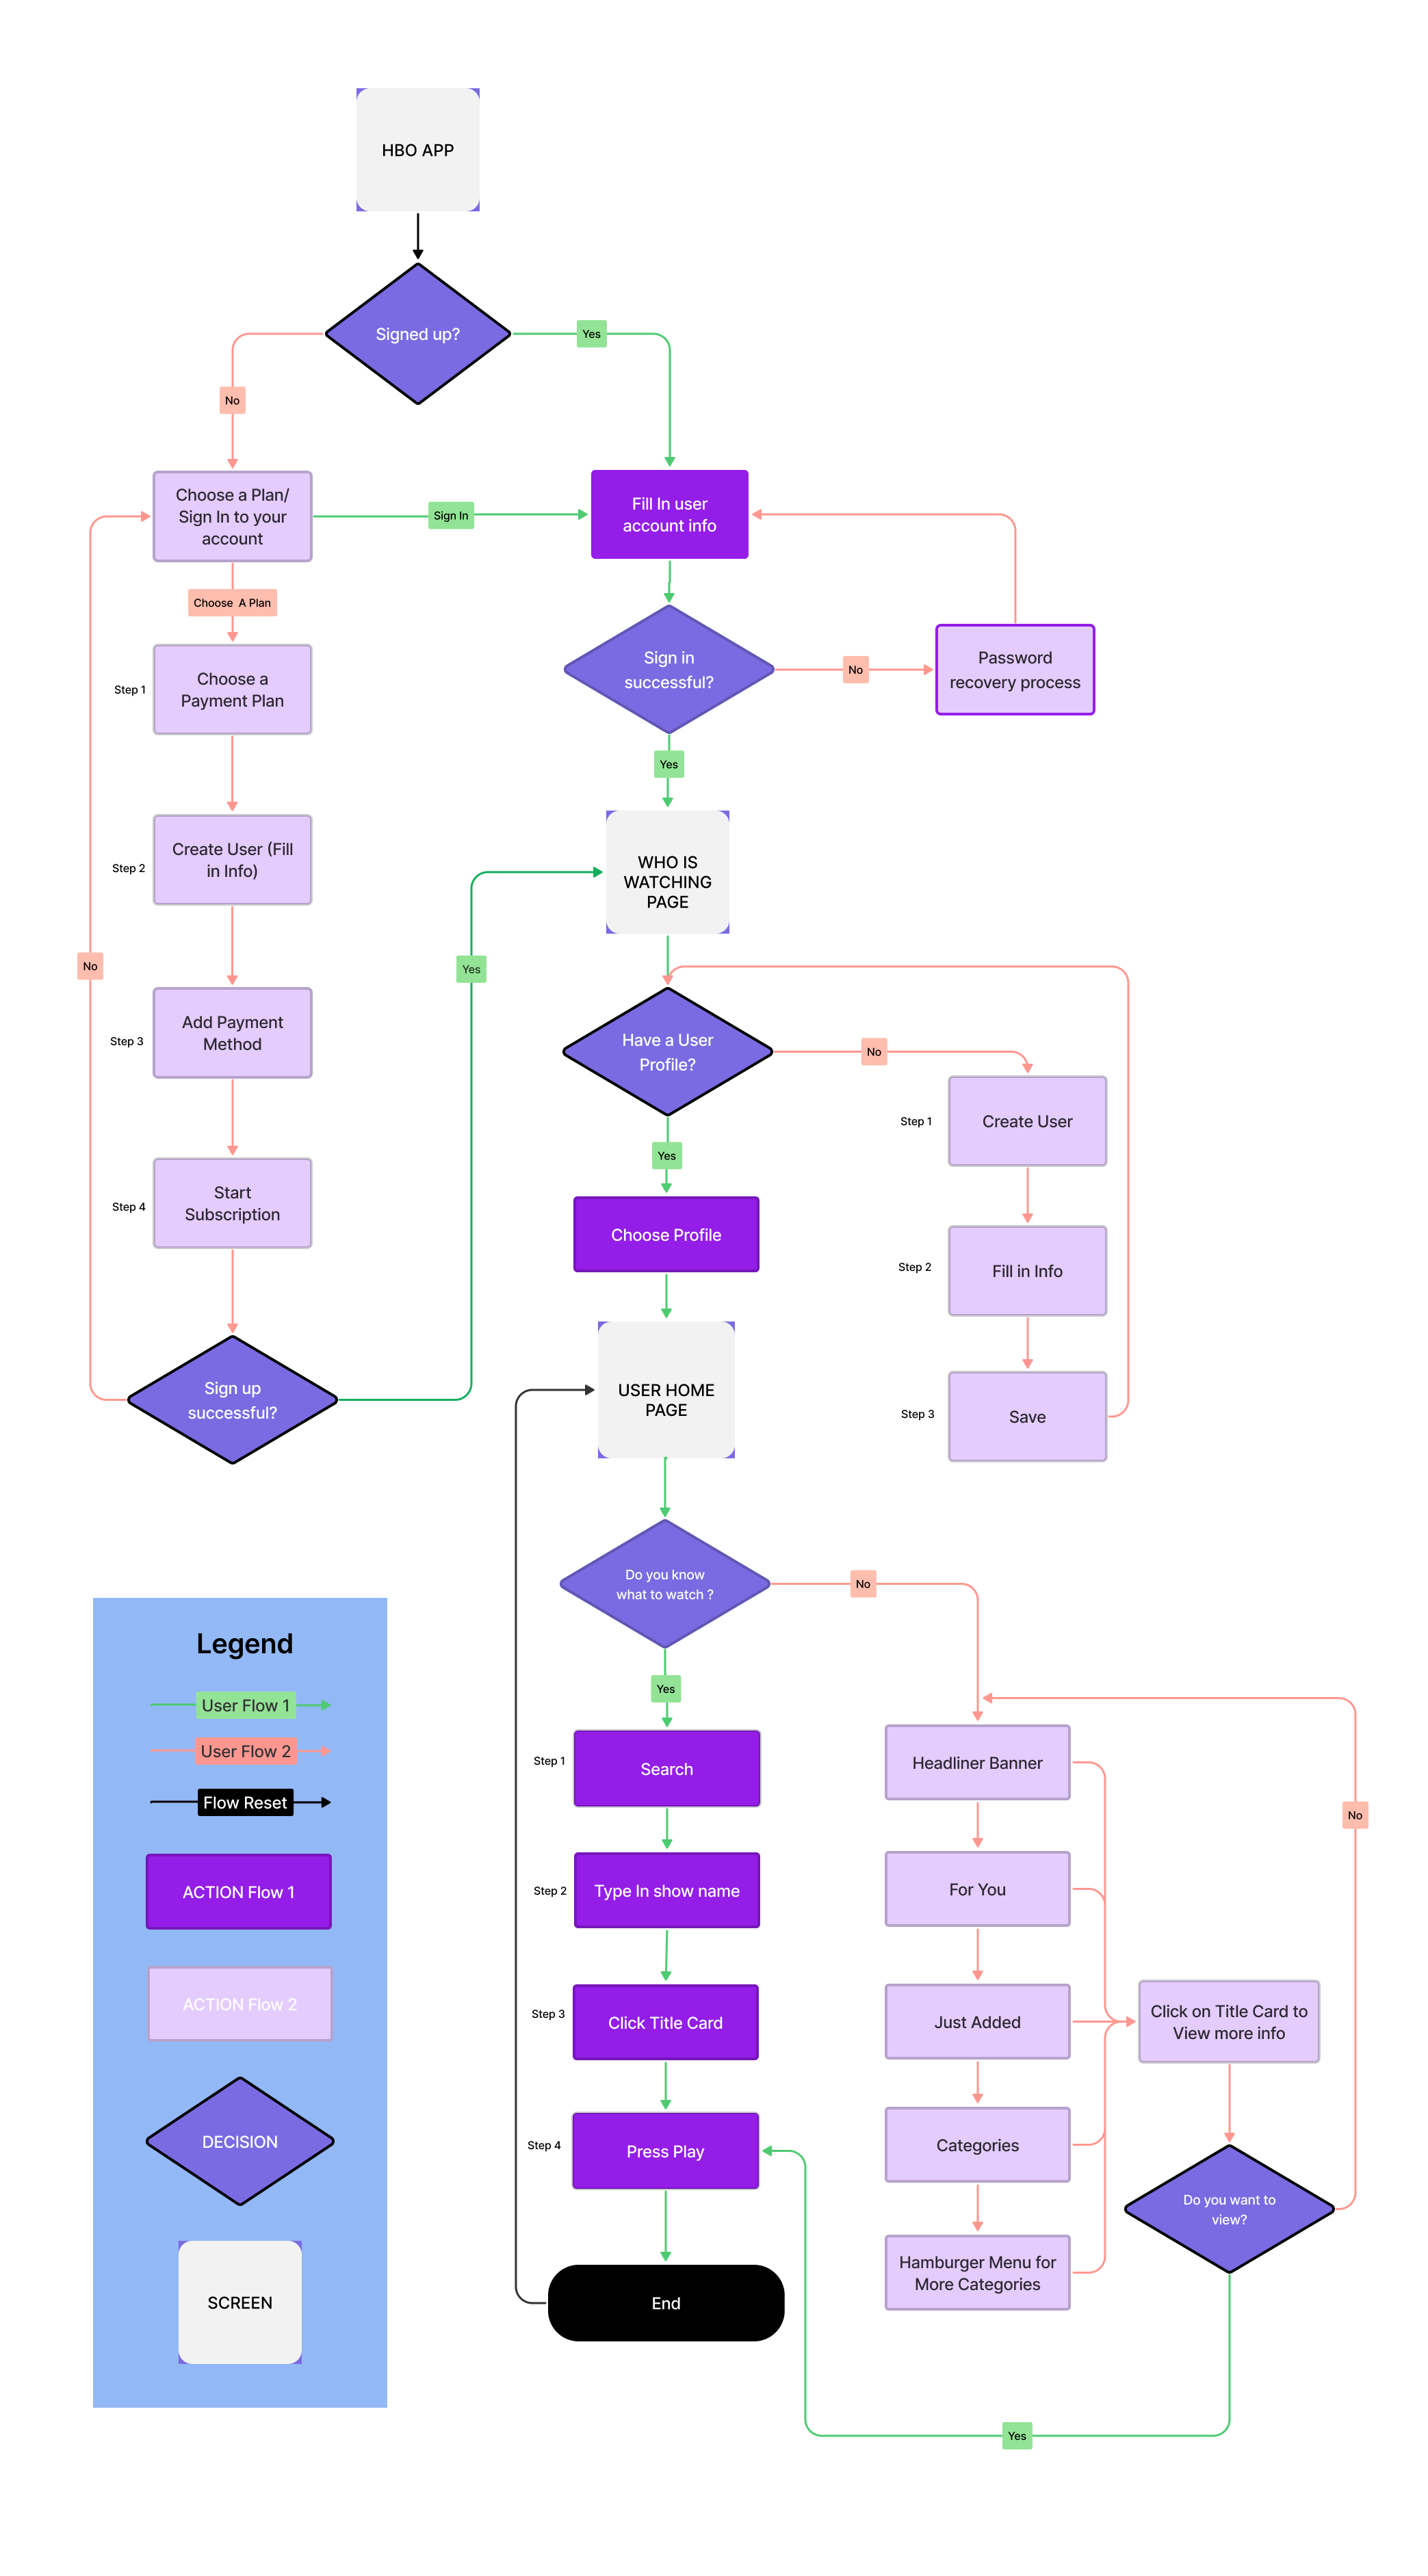 HBO APP
Signed up?
Yes
No
Choose a Plan/
Sign In to your
account
Sign In
Fill In user
account info
Choose  A Plan
Step 1
Choose a
Payment Plan
Sign in
successful?
No
Password
recovery process
Yes
Step 2
Create User (Fill
in Info)
WHO IS
WATCHING
PAGE
No
Yes
Step 3
Add Payment
Method
Have a User
Profile?
No
Step 1
Create User
Yes
Step 4
Start
Subscription
Choose Profile
Step 2
Fill in Info
Sign up
successful?
USER HOME
PAGE
Step 3
Save
Do you know
what to watch ?
No
Yes
Step 1
Search
Headliner Banner
No
Step 2
Type In show name
For You
Step 3
Click Title Card
Just Added
Click on Title Card to
View more info
Step 4
Press Play
Categories
Do you want to
view?
Hamburger Menu for
More Categories
End
Yes
Legend
User Flow 1
User Flow 2
Flow Reset
ACTION Flow 1
ACTION Flow 2
DECISION
SCREEN